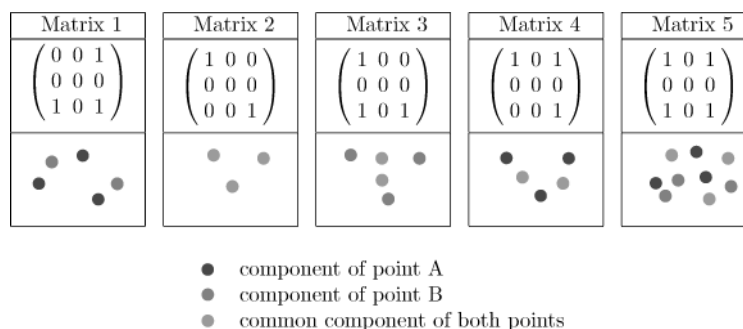 Matrix 1 Matrix 2 Matrix 3 Matrix 4 Matrix 5
0 0 1 1 0 0 1 0 0 1 0 1 1 0 1
0 0 0 0 0 0 0 0 0 0 0 0 0 0 0
1 0 1 0 0 1 1 0 1 0 0 1 1 0 1
component of point A
component of point B
common component of both points